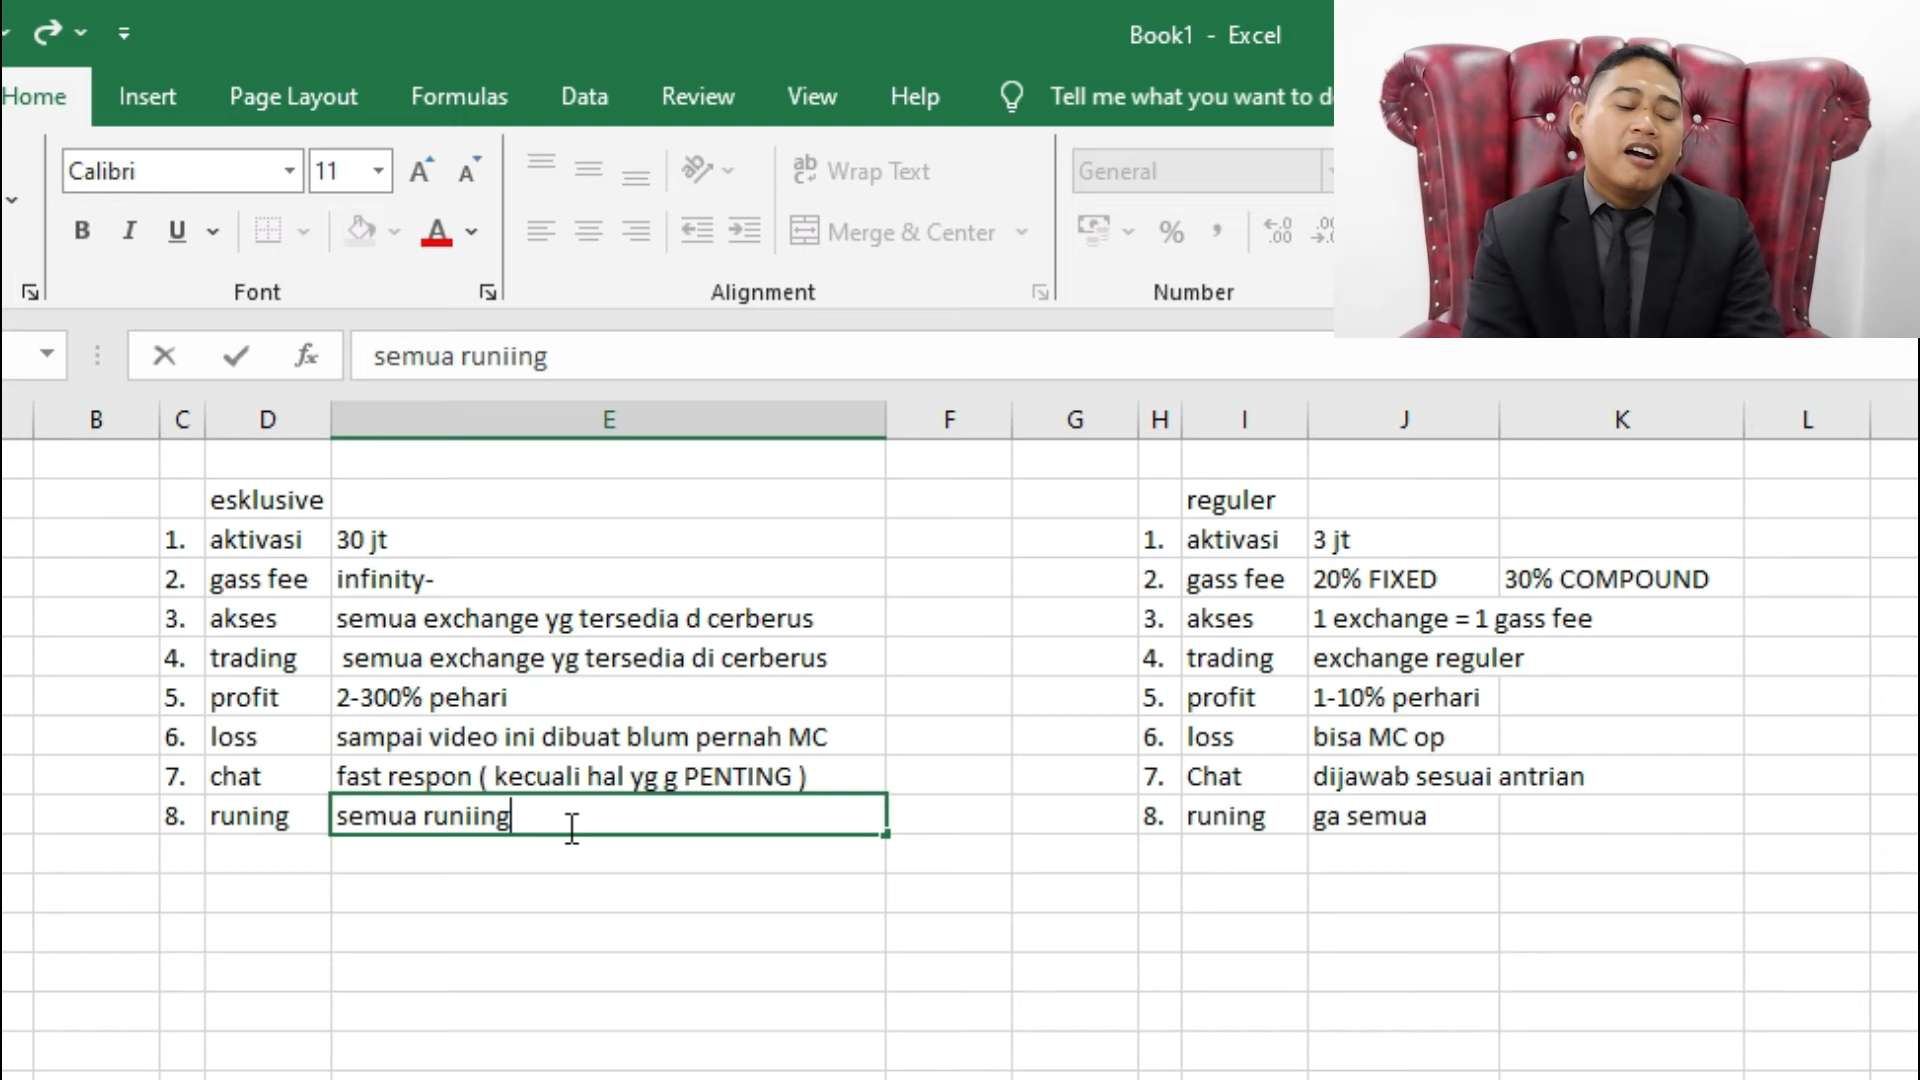 Book1 - Excel
Home Insert Page Layout Formulas Data Review View Help Tell me what you want to d
Calibri 11 A A ab Wrap Text General
B I U A Merge & Center % , .0 .00
Font Alignment Number
fx semua runiing
B C D E F G H I J K L
esklusive reguler
1. aktivasi 30 jt 1. aktivasi 3 jt
2. gass fee infinity- 2. gass fee 20% FIXED 30% COMPOUND
3. akses semua exchange yg tersedia d cerberus 3. akses 1 exchange = 1 gass fee
4. trading semua exchange yg tersedia di cerberus 4. trading exchange reguler
5. profit 2-300% pehari 5. profit 1-10% perhari
6. loss sampai video ini dibuat blum pernah MC 6. loss bisa MC op
7. chat fast respon ( kecuali hal yg g PENTING ) 7. Chat dijawab sesuai antrian
8. runing semua runiing 8. runing ga semua